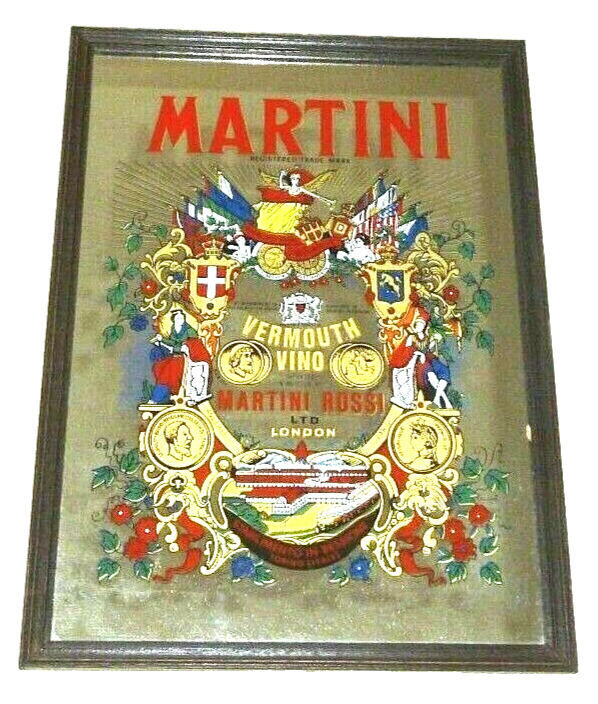 MARTINI
REGISTERED TRADE MARK
VERMOUTH
VINO
MARTINI ROSSI
LTD
LONDON